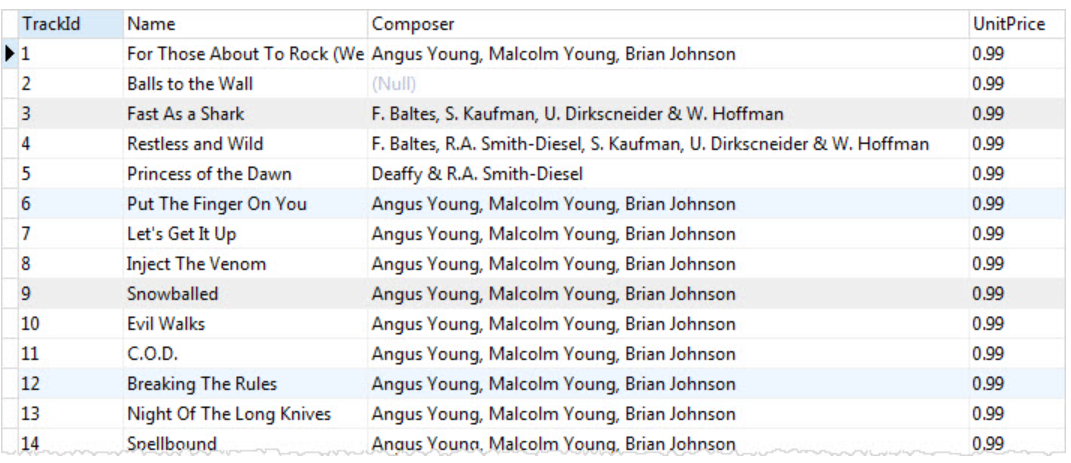 TrackId Name Composer UnitPrice
1 For Those About To Rock (We Angus Young, Malcolm Young, Brian Johnson 0.99
2 Balls to the Wall (Null) 0.99
3 Fast As a Shark F. Baltes, S. Kaufman, U. Dirkscneider & W. Hoffman 0.99
4 Restless and Wild F. Baltes, R.A. Smith-Diesel, S. Kaufman, U. Dirkscneider & W. Hoffman 0.99
5 Princess of the Dawn Deaffy & R.A. Smith-Diesel 0.99
6 Put The Finger On You Angus Young, Malcolm Young, Brian Johnson 0.99
7 Let's Get It Up Angus Young, Malcolm Young, Brian Johnson 0.99
8 Inject The Venom Angus Young, Malcolm Young, Brian Johnson 0.99
9 Snowballed Angus Young, Malcolm Young, Brian Johnson 0.99
10 Evil Walks Angus Young, Malcolm Young, Brian Johnson 0.99
11 C.O.D. Angus Young, Malcolm Young, Brian Johnson 0.99
12 Breaking The Rules Angus Young, Malcolm Young, Brian Johnson 0.99
13 Night Of The Long Knives Angus Young, Malcolm Young, Brian Johnson 0.99
14 Spellbound Angus Young, Malcolm Young, Brian Johnson 0.99